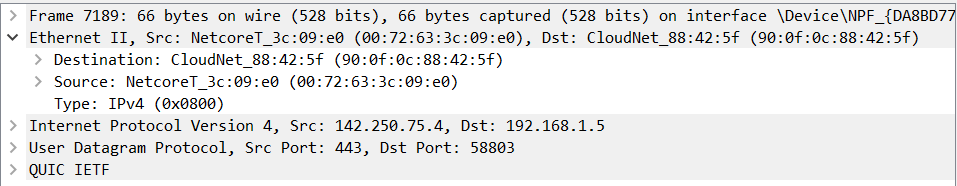 Frame 7189: 66 bytes on wire (528 bits), 66 bytes captured (528 bits) on interface \Device\NPF_{DA8BD77
Ethernet II, Src: NetcoreT_3c:09:e0 (00:72:63:3c:09:e0), Dst: CloudNet_88:42:5f (90:0f:0c:88:42:5f)
Destination: CloudNet_88:42:5f (90:0f:0c:88:42:5f)
Source: NetcoreT_3c:09:e0 (00:72:63:3c:09:e0)
Type: IPv4 (0x0800)
Internet Protocol Version 4, Src: 142.250.75.4, Dst: 192.168.1.5
User Datagram Protocol, Src Port: 443, Dst Port: 58803
QUIC IETF